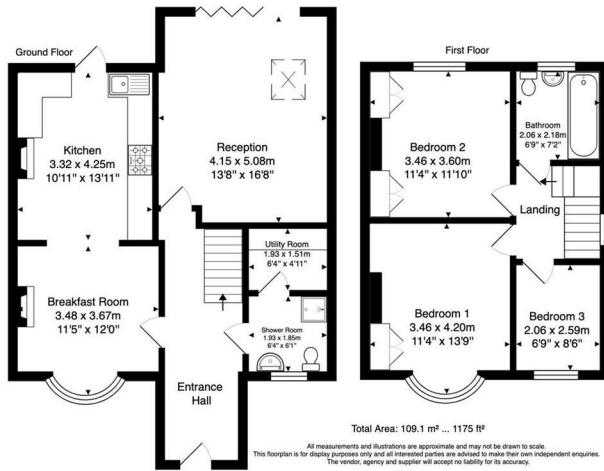 Ground Floor
Kitchen
3.32 x 4.25m
10'11" x 13'11"
Reception
4.15 x 5.08m
13'8" x 16'8"
Utility Room
1.93 x 1.51m
6'4" x 4'11"
Breakfast Room
3.48 x 3.67m
11'5" x 12'0"
Shower Room
1.93 x 1.85m
6'4" x 6'1"
Entrance
Hall
First Floor
Bedroom 2
3.46 x 3.60m
11'4" x 11'10"
Bathroom
2.06 x 2.18m
6'9" x 7'2"
Landing
Bedroom 1
3.46 x 4.20m
11'4" x 13'9"
Bedroom 3
2.06 x 2.59m
6'9" x 8'6"
Total Area: 109.1 m² ... 1175 ft²
All measurements and illustrations are approximate and may not be drawn to scale.
This floorplan is for display purposes only and all interested parties are advised to make their own independent enquiries.
The vendor, agency and supplier will accept no liability for its accuracy.